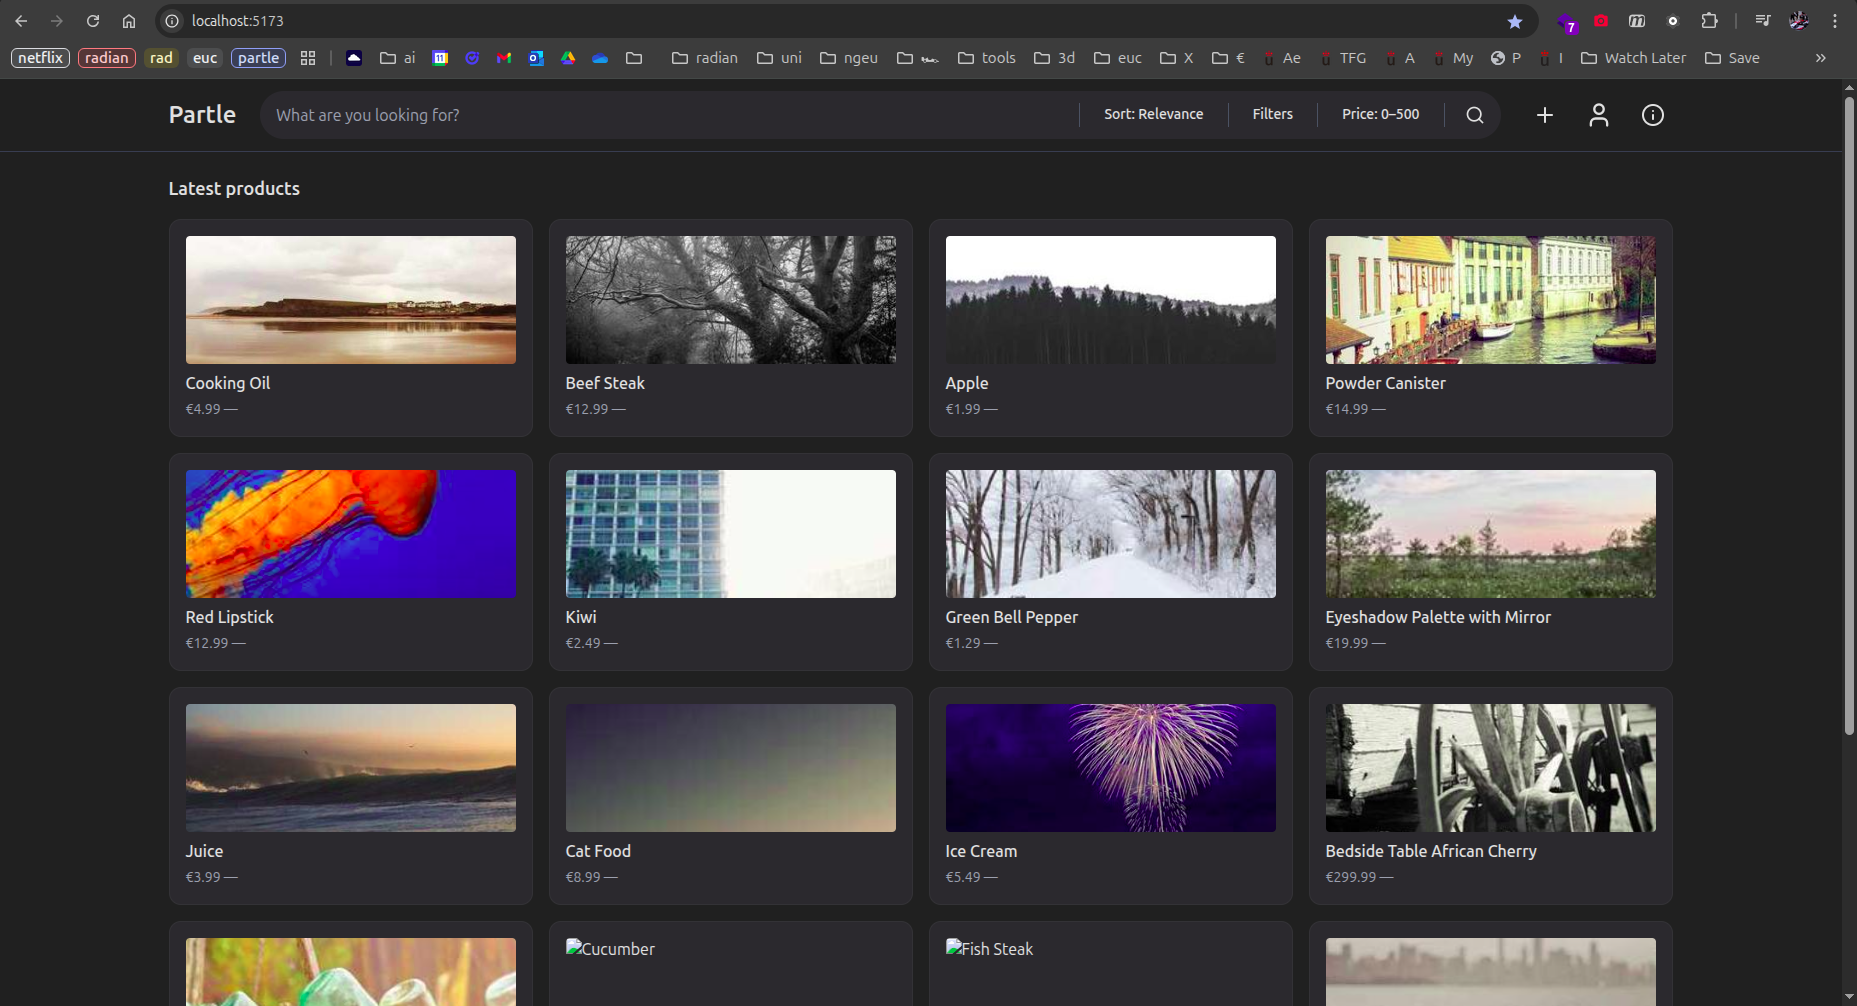 localhost:5173
7
netflix radian rad euc partle ai 11 radian uni ngeu tools 3d euc X € Ae TFG A My P I Watch Later Save »
Partle What are you looking for? Sort: Relevance Filters Price: 0–500
Latest products
Cooking Oil Beef Steak Apple Powder Canister
€4.99 — €12.99 — €1.99 — €14.99 —
Red Lipstick Kiwi Green Bell Pepper Eyeshadow Palette with Mirror
€12.99 — €2.49 — €1.29 — €19.99 —
Juice Cat Food Ice Cream Bedside Table African Cherry
€3.99 — €8.99 — €5.49 — €299.99 —
Cucumber Fish Steak